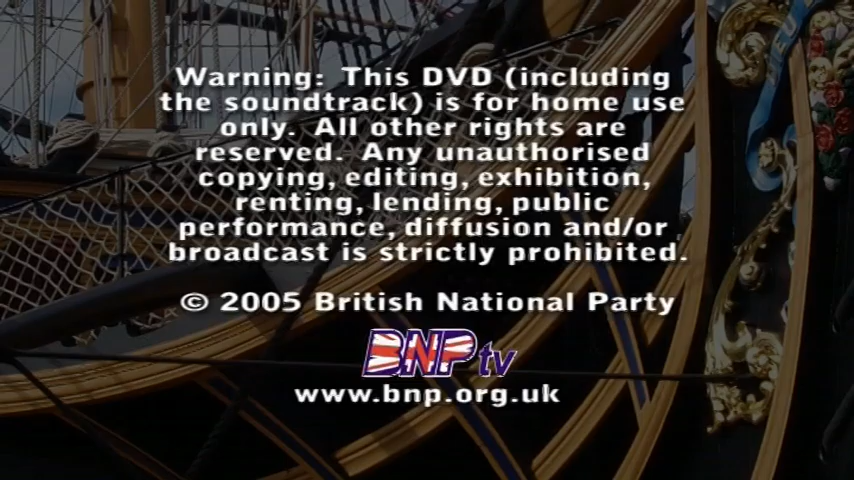 Warning: This DVD (including
the soundtrack) is for home use
only. All other rights are
reserved. Any unauthorised
copying, editing, exhibition,
renting, lending, public
performance, diffusion and/or
broadcast is strictly prohibited.
© 2005 British National Party
BNP tv
www.bnp.org.uk